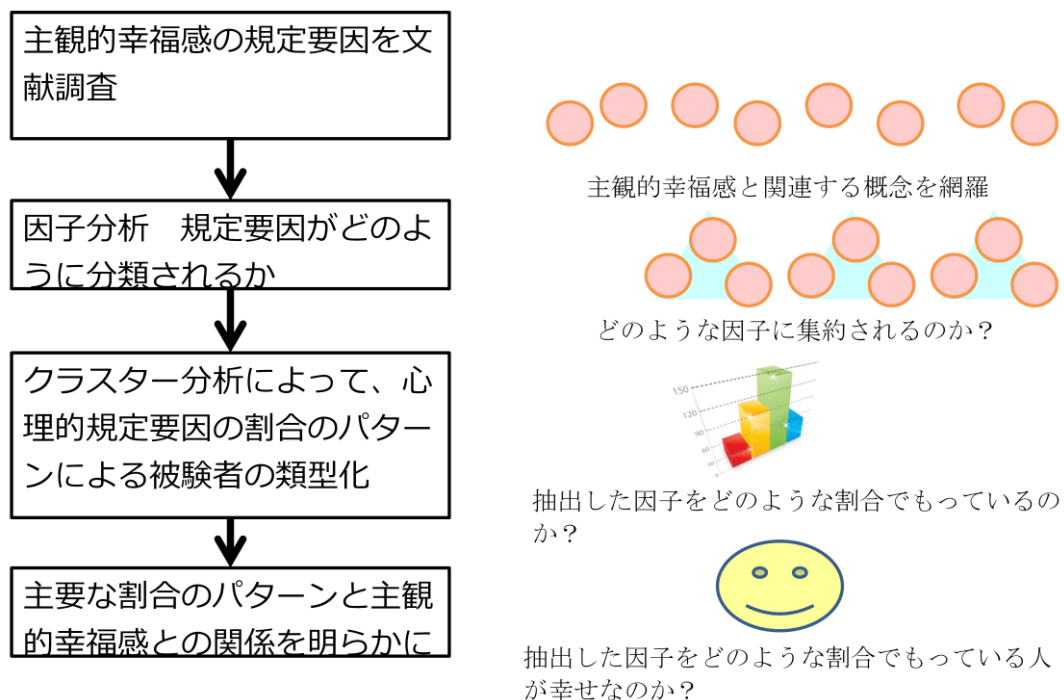 主観的幸福感の規定要因を文
献調査
主観的幸福感と関連する概念を網羅
因子分析　規定要因がどのよ
うに分類されるか
どのような因子に集約されるのか？
クラスター分析によって、心
理的規定要因の割合のパター
ンによる被験者の類型化
150
120
90
60
30
0
抽出した因子をどのような割合でもっているの
か？
主要な割合のパターンと主観
的幸福感との関係を明らかに
抽出した因子をどのような割合でもっている人
が幸せなのか？